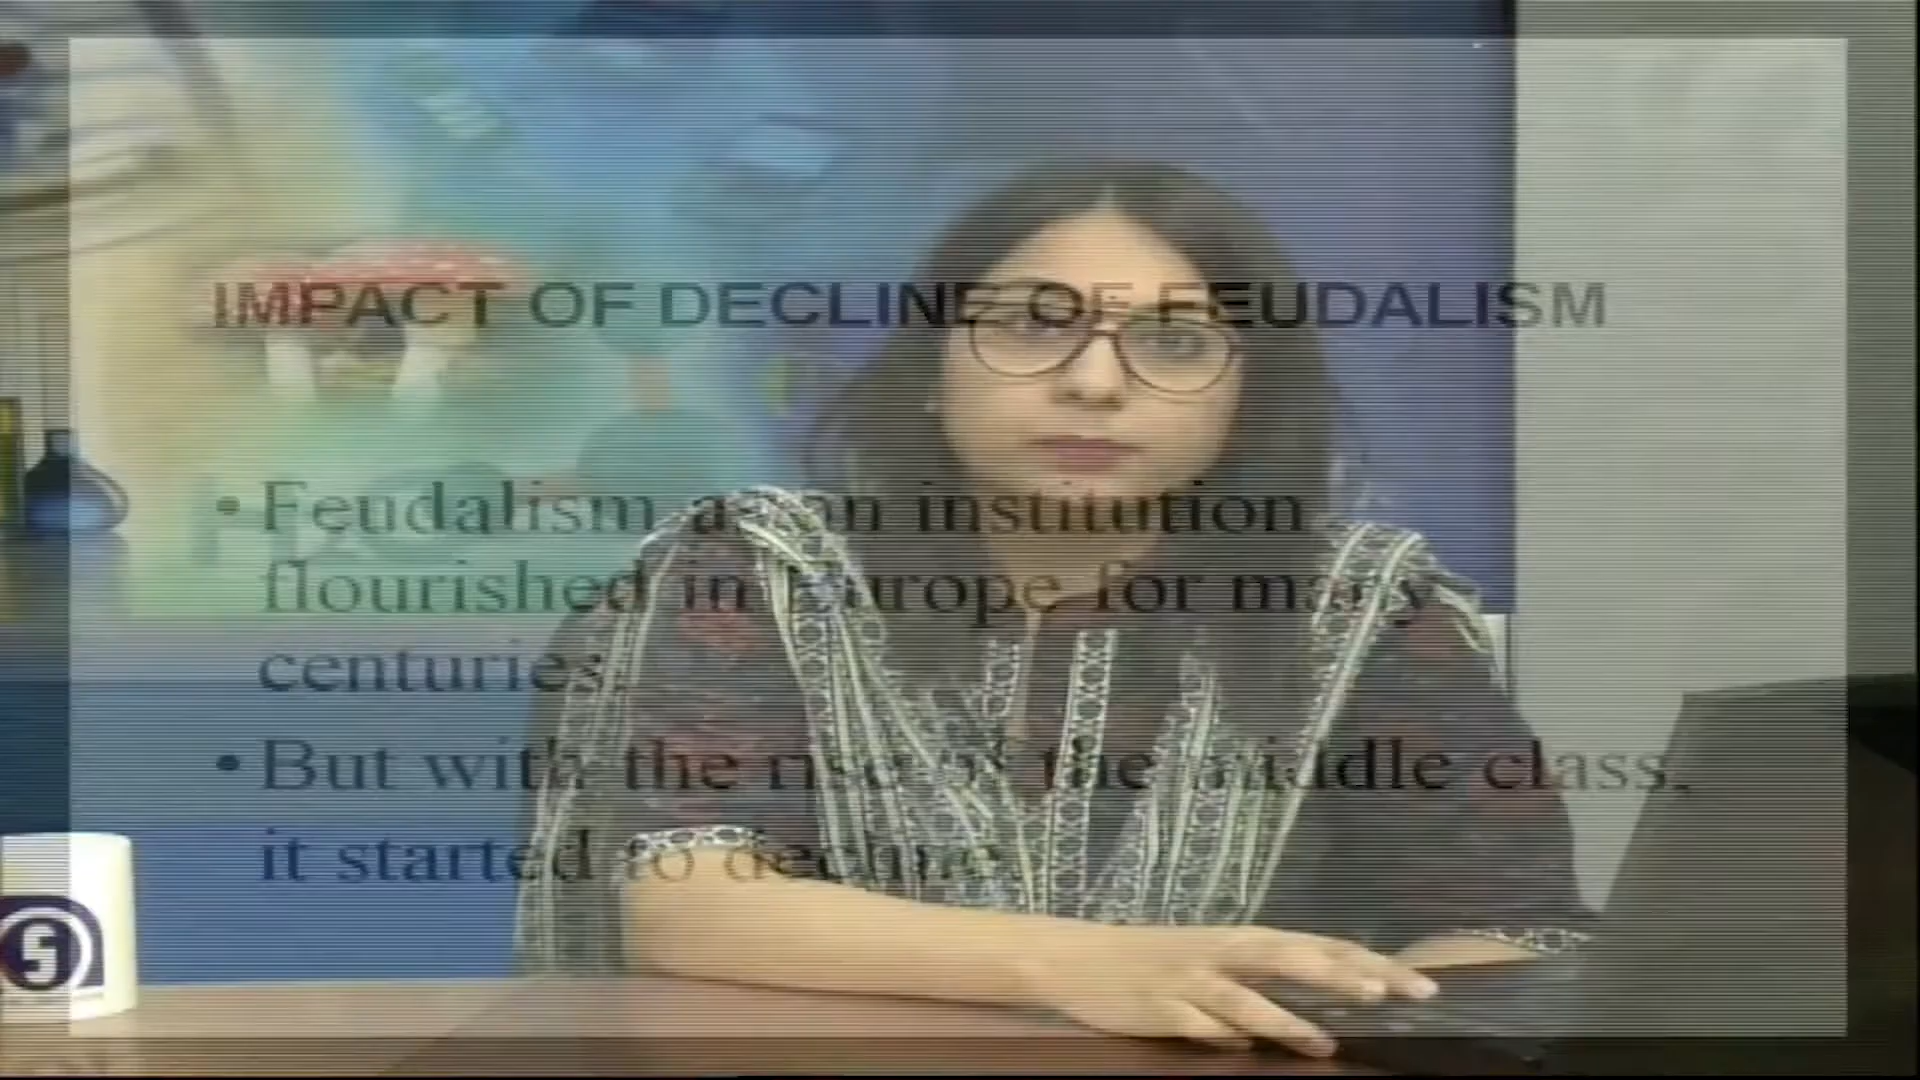 IMPACT OF DECLINE OF FEUDALISM
• Feudalism as an institution
flourished in Europe for many
centuries.
• But with the rise of the middle class,
it started to decline.